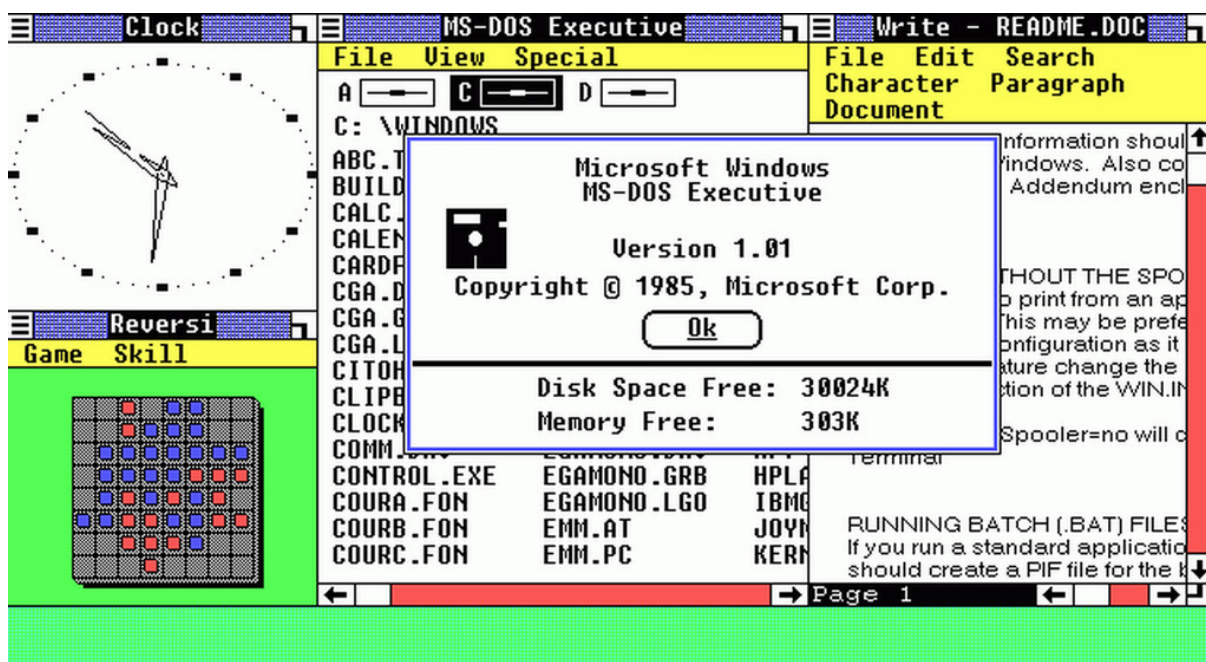 Clock
MS-DOS Executive
File View Special
A C D
C: \WINDOWS
ABC.T
BUILD
CALC.
CALEN
CARDF
CGA.D
CGA.G
CGA.L
CITOH
CLIPB
CLOCK
COMM.
CONTROL.EXE EGAMONO.GRB HPLA
COURA.FON EGAMONO.LGO IBMG
COURB.FON EMM.AT JOYM
COURC.FON EMM.PC KERN
Microsoft Windows
MS-DOS Executive
Version 1.01
Copyright © 1985, Microsoft Corp.
Ok
Disk Space Free: 30024K
Memory Free: 303K
Write - README.DOC
File Edit Search
Character Paragraph
Document
nformation shoul
indows. Also co
Addendum encl
THOUT THE SPO
o print from an ap
This may be prefe
onfiguration as it
ature change the
ction of the WIN.IN
Spooler=no will c
Terminal
RUNNING BATCH (.BAT) FILES
If you run a standard applicatio
should create a PIF file for the b
Page 1
Reversi
Game Skill